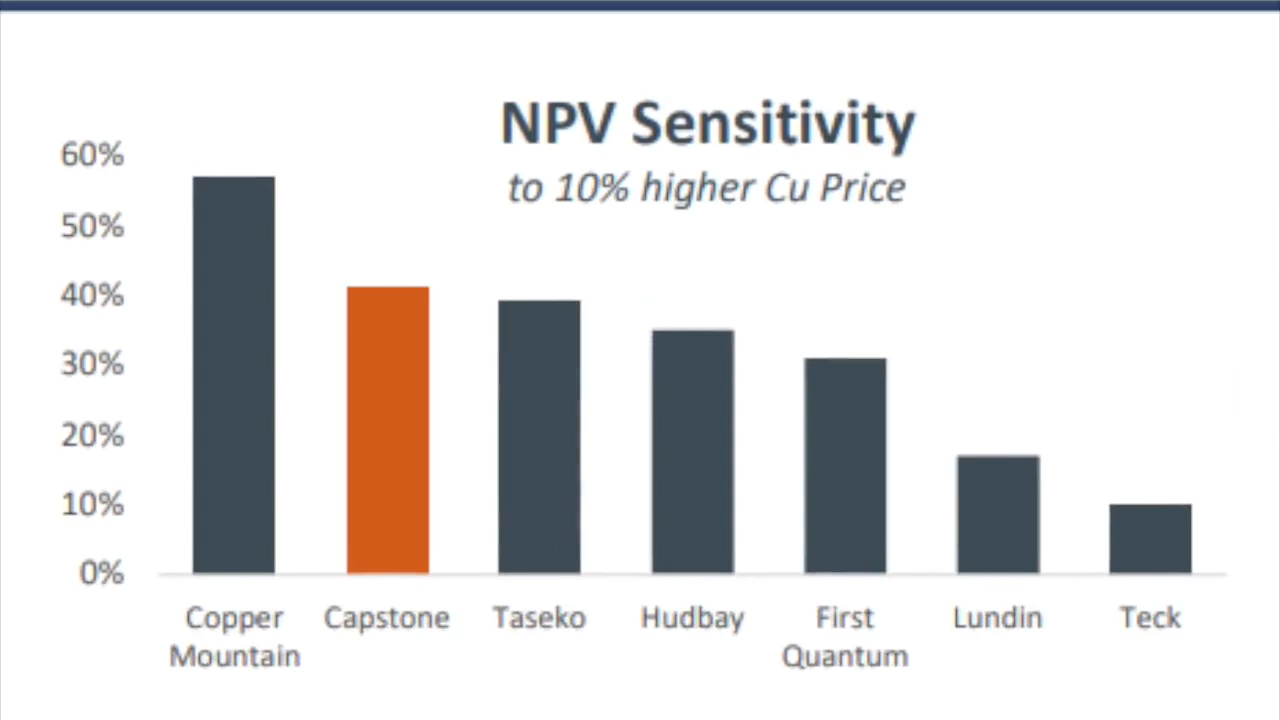 NPV Sensitivity
to 10% higher Cu Price
60%
50%
40%
30%
20%
10%
0%
Copper Mountain
Capstone
Taseko
Hudbay
First Quantum
Lundin
Teck